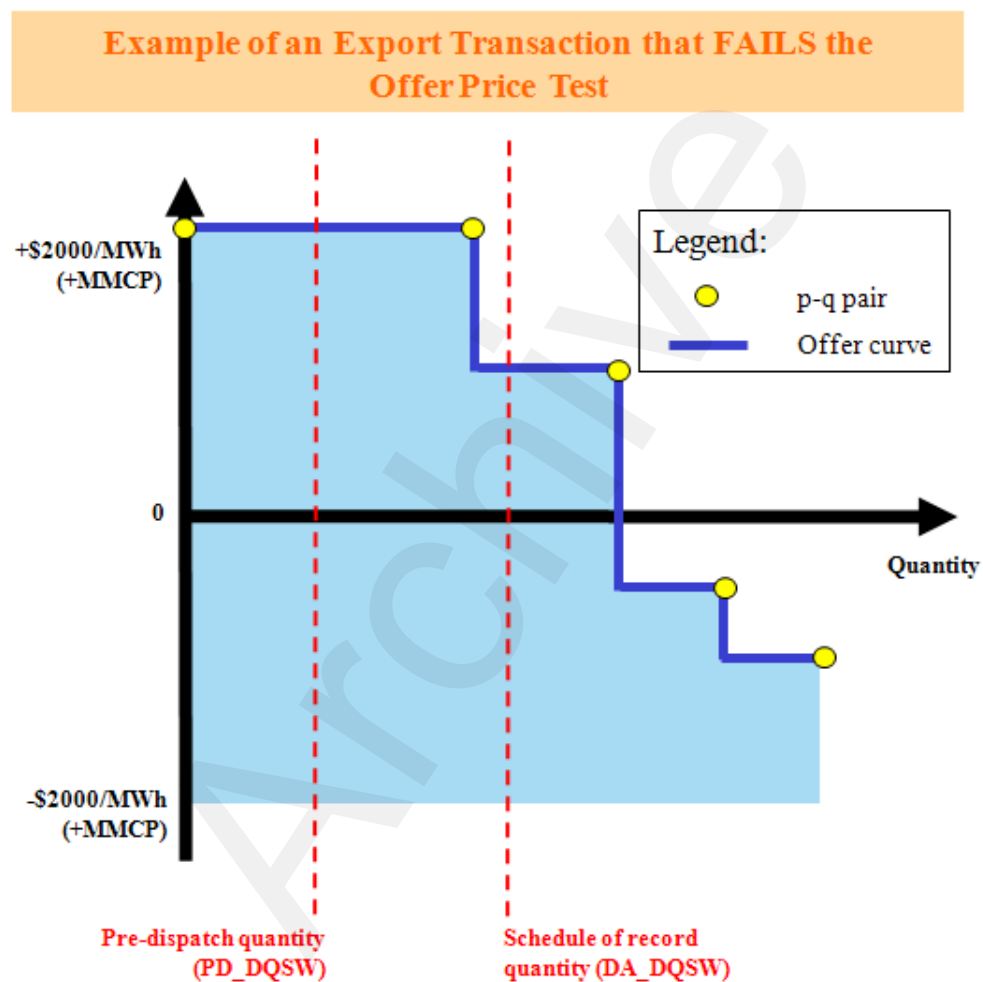 Example of an Export Transaction that FAILS the
Offer Price Test
+$2000/MWh
(+MMCP)
Legend:
p-q pair
Offer curve
0
Quantity
-$2000/MWh
(+MMCP)
Pre-dispatch quantity
(PD_DQSW)
Schedule of record
quantity (DA_DQSW)
Archive